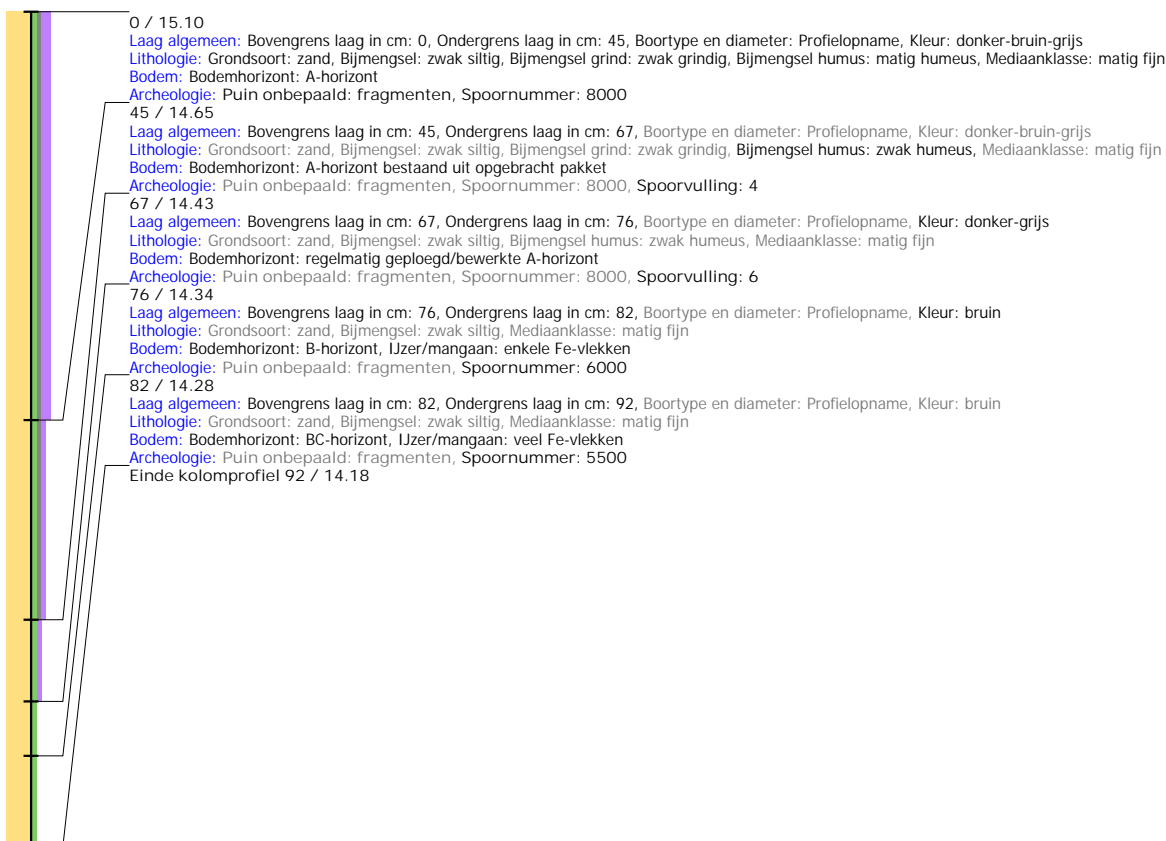 0 / 15.10
Laag algemeen: Bovengrens laag in cm: 0, Ondergrens laag in cm: 45, Boortype en diameter: Profielopname, Kleur: donker-bruin-grijs
Lithologie: Grondsoort: zand, Bijmengsel: zwak siltig, Bijmengsel grind: zwak grindig, Bijmengsel humus: matig humeus, Mediaanklasse: matig fijn
Bodem: Bodemhorizont: A-horizont
Archeologie: Puin onbepaald: fragmenten, Spoornummer: 8000
45 / 14.65
Laag algemeen: Bovengrens laag in cm: 45, Ondergrens laag in cm: 67, Boortype en diameter: Profielopname, Kleur: donker-bruin-grijs
Lithologie: Grondsoort: zand, Bijmengsel: zwak siltig, Bijmengsel grind: zwak grindig, Bijmengsel humus: zwak humeus, Mediaanklasse: matig fijn
Bodem: Bodemhorizont: A-horizont bestaand uit opgebracht pakket
Archeologie: Puin onbepaald: fragmenten, Spoornummer: 8000, Spoorvulling: 4
67 / 14.43
Laag algemeen: Bovengrens laag in cm: 67, Ondergrens laag in cm: 76, Boortype en diameter: Profielopname, Kleur: donker-grijs
Lithologie: Grondsoort: zand, Bijmengsel: zwak siltig, Bijmengsel humus: zwak humeus, Mediaanklasse: matig fijn
Bodem: Bodemhorizont: regelmatig geploegd/bewerkte A-horizont
Archeologie: Puin onbepaald: fragmenten, Spoornummer: 8000, Spoorvulling: 6
76 / 14.34
Laag algemeen: Bovengrens laag in cm: 76, Ondergrens laag in cm: 82, Boortype en diameter: Profielopname, Kleur: bruin
Lithologie: Grondsoort: zand, Bijmengsel: zwak siltig, Mediaanklasse: matig fijn
Bodem: Bodemhorizont: B-horizont, IJzer/mangaan: enkele Fe-vlekken
Archeologie: Puin onbepaald: fragmenten, Spoornummer: 6000
82 / 14.28
Laag algemeen: Bovengrens laag in cm: 82, Ondergrens laag in cm: 92, Boortype en diameter: Profielopname, Kleur: bruin
Lithologie: Grondsoort: zand, Bijmengsel: zwak siltig, Mediaanklasse: matig fijn
Bodem: Bodemhorizont: BC-horizont, IJzer/mangaan: veel Fe-vlekken
Archeologie: Puin onbepaald: fragmenten, Spoornummer: 5500
Einde kolomprofiel 92 / 14.18